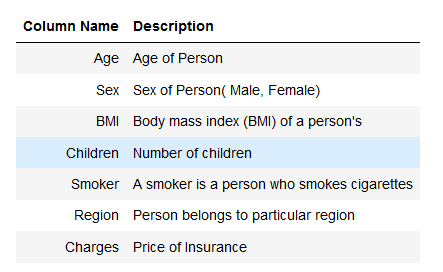 Column Name Description
Age Age of Person
Sex Sex of Person( Male, Female)
BMI Body mass index (BMI) of a person's
Children Number of children
Smoker A smoker is a person who smokes cigarettes
Region Person belongs to particular region
Charges Price of Insurance